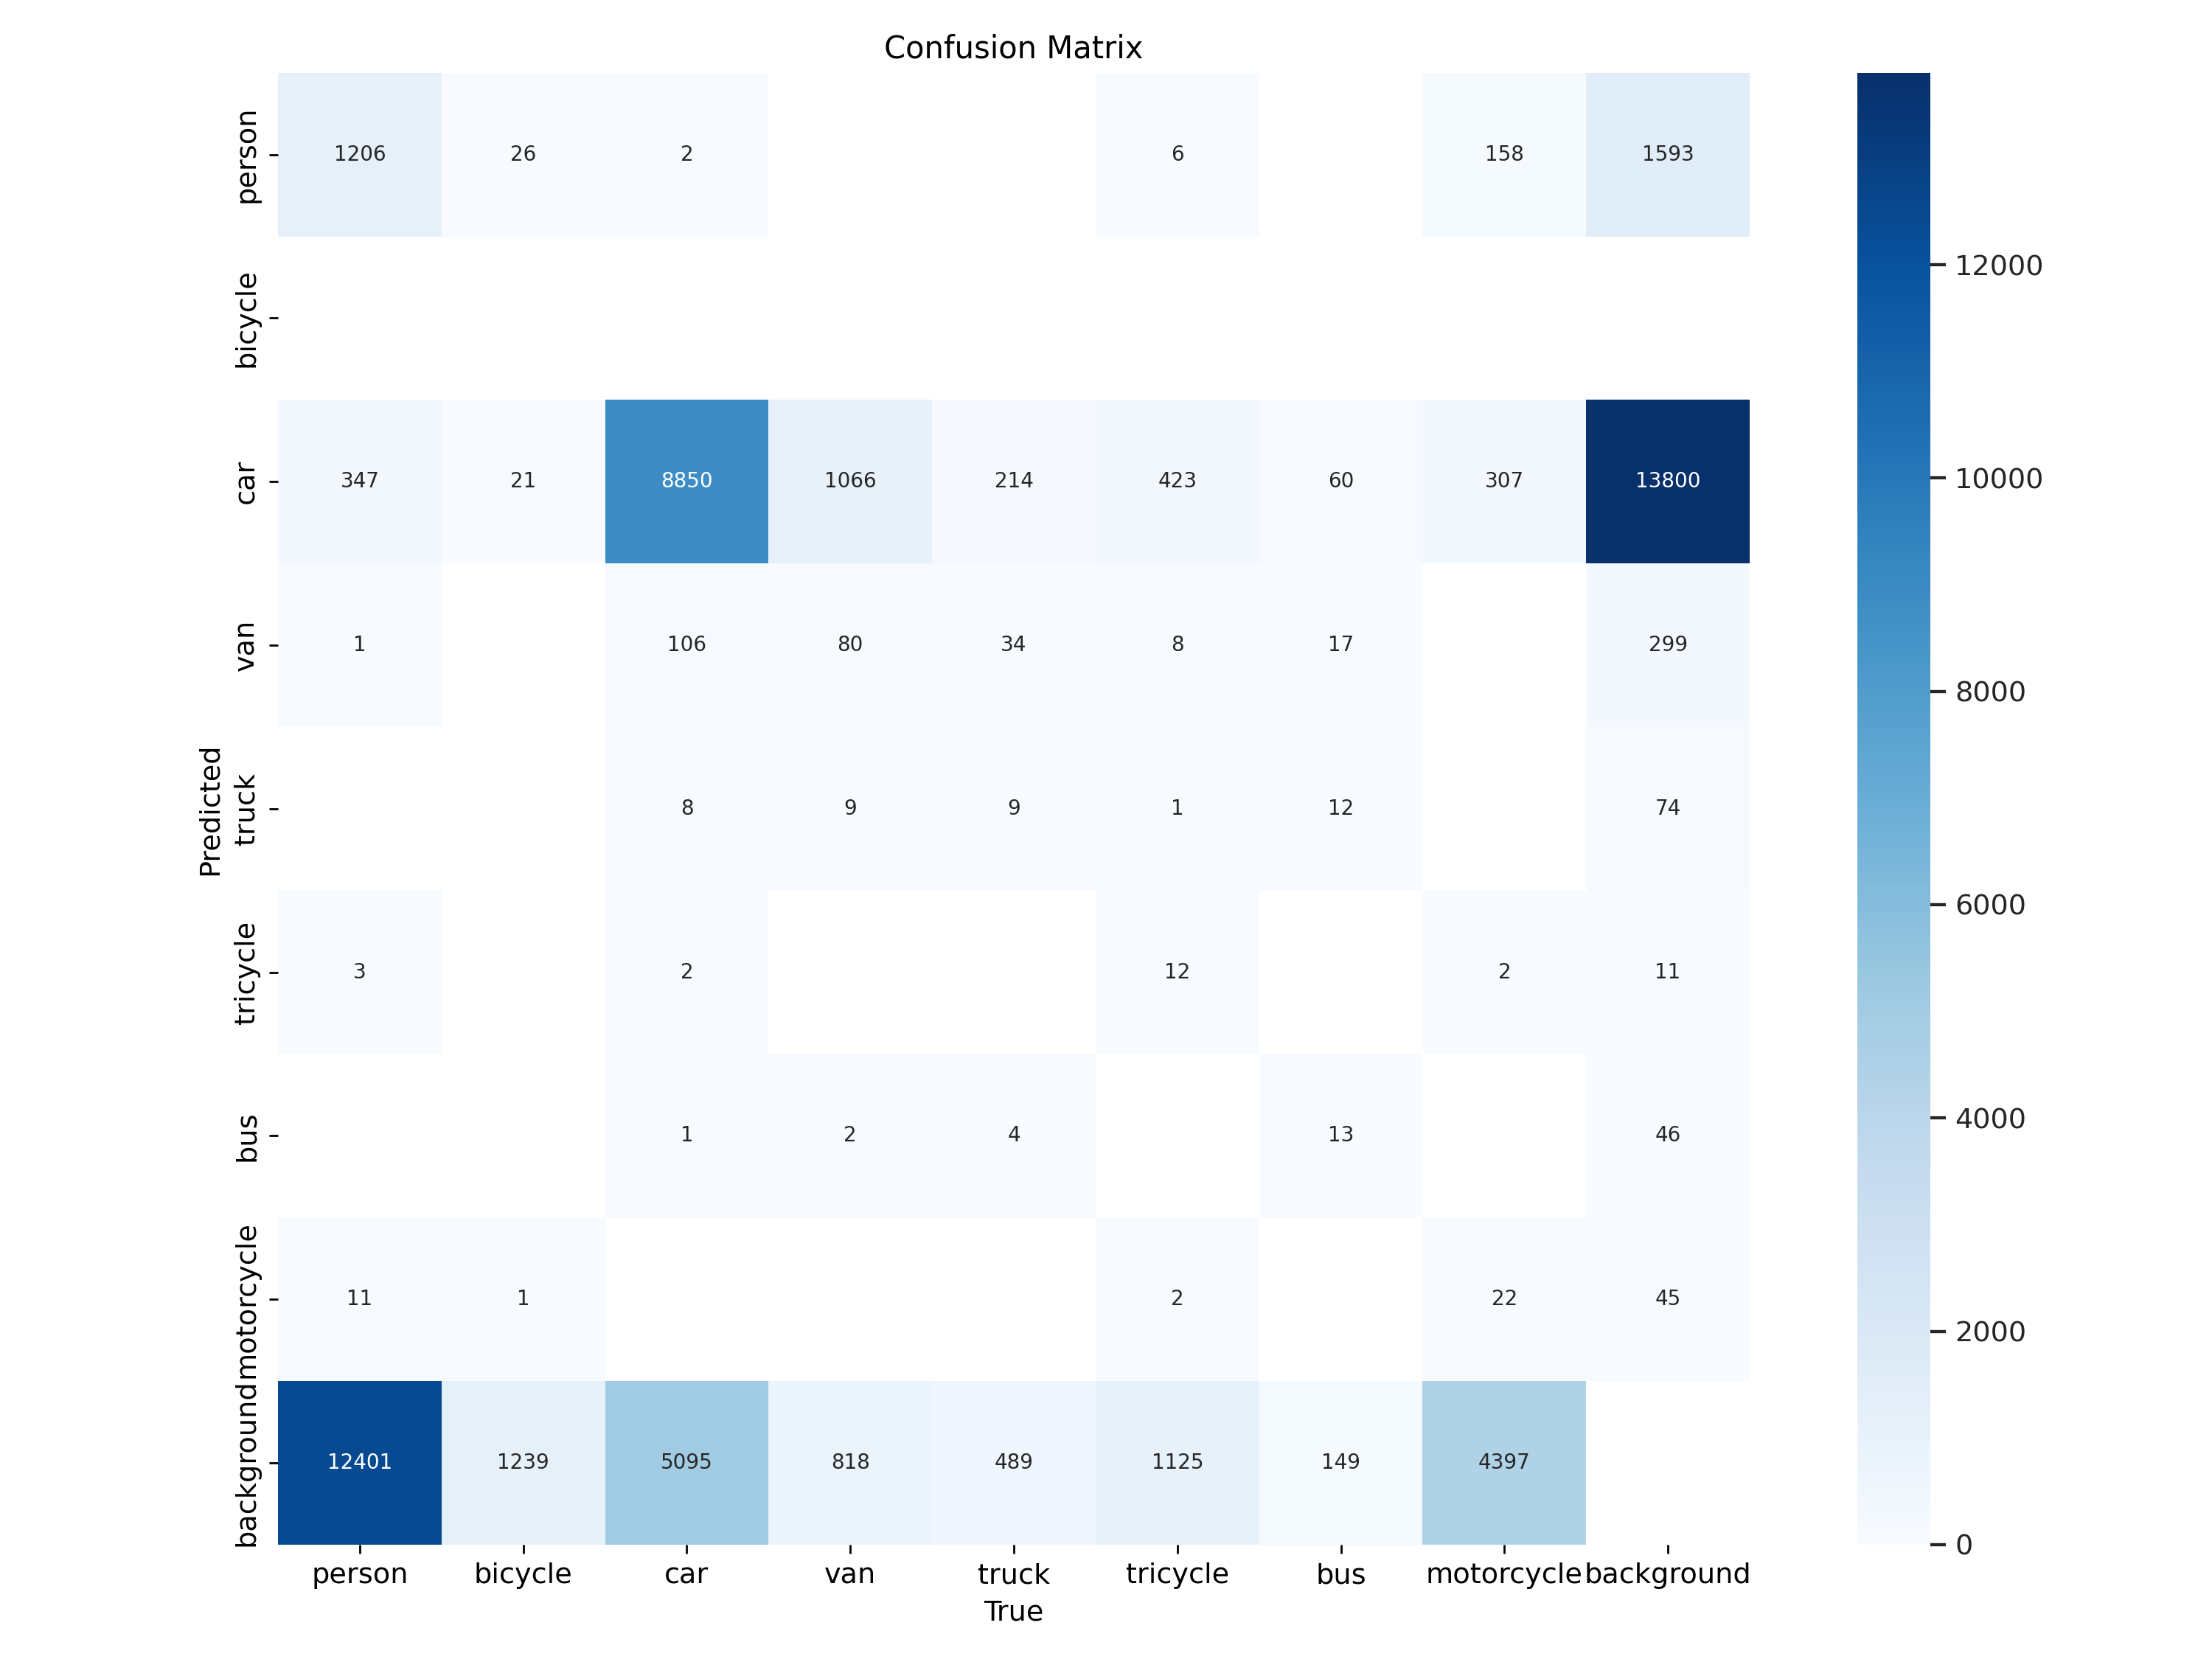 Confusion Matrix
person
1206 26 2 6 158 1593
bicycle
car
347 21 8850 1066 214 423 60 307 13800
van
1 106 80 34 8 17 299
Predicted
truck
8 9 9 1 12 74
tricycle
3 2 12 2 11
bus
1 2 4 13 46
motorcycle
11 1 2 22 45
background
12401 1239 5095 818 489 1125 149 4397
person bicycle car van truck tricycle bus motorcycle background
True
12000
10000
8000
6000
4000
2000
0